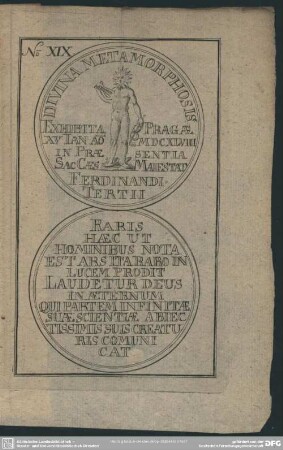 No XIX
DIVINA METAMORPHOSIS
EXHIBITA PRAGÆ
XV IAN AO MDCXLVIII
IN PRÆ SENTIA
SAC CÆS MAIESTAT
FERDINANDI
TERTII
RARIS
HÆC UT
HOMINIBUS NOTA
EST ARS ITA RARO IN
LUCEM PRODIT
LAUDETUR DEUS
IN ÆTERNUM
QUI PARTEM INFINITÆ
SUÆ SCIENTIÆ ABIEC
TISSIMIS SUIS CREATU
RIS COMUNI
CAT
DFG